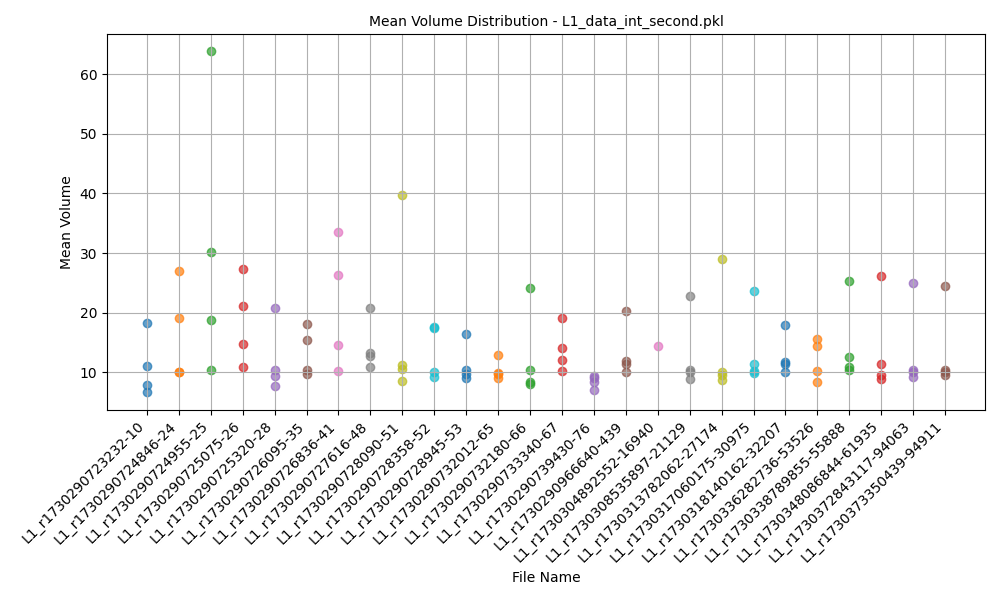 Mean Volume Distribution - L1_data_int_second.pkl
Mean Volume
60
50
40
30
20
10
L1_r1730290723232-10
L1_r1730290724846-24
L1_r1730290724955-25
L1_r1730290725075-26
L1_r1730290725320-28
L1_r1730290726095-35
L1_r1730290726836-41
L1_r1730290727616-48
L1_r1730290728090-51
L1_r1730290728358-52
L1_r1730290728945-53
L1_r1730290732012-65
L1_r1730290732180-66
L1_r1730290733340-67
L1_r1730290739430-76
L1_r1730290966640-439
L1_r1730304892552-16940
L1_r1730308535897-21129
L1_r1730313782062-27174
L1_r1730317060175-30975
L1_r1730318140162-32207
L1_r1730336282736-53526
L1_r1730338789855-55888
L1_r1730348086844-61935
L1_r1730372843117-94063
L1_r1730373350439-94911
File Name